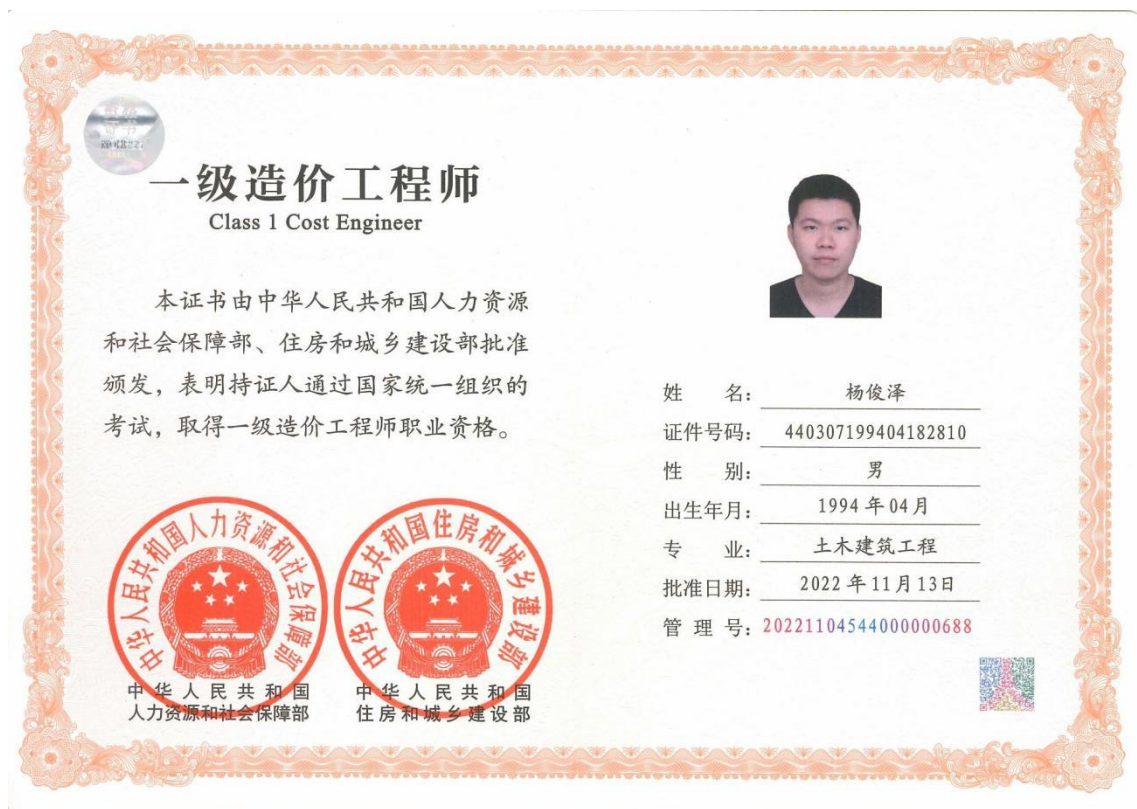 一级造价工程师
Class 1 Cost Engineer
本证书由中华人民共和国人力资源
和社会保障部、住房和城乡建设部批准
颁发，表明持证人通过国家统一组织的
考试，取得一级造价工程师职业资格。
中华人民共和国人力资源和社会保障部
中华人民共和国住房和城乡建设部
中华人民共和国
人力资源和社会保障部
中华人民共和国
住房和城乡建设部
姓 名： 杨俊泽
证件号码： 440307199404182810
性 别： 男
出生年月： 1994年04月
专 业： 土木建筑工程
批准日期： 2022年11月13日
管 理 号： 20221104544000000688